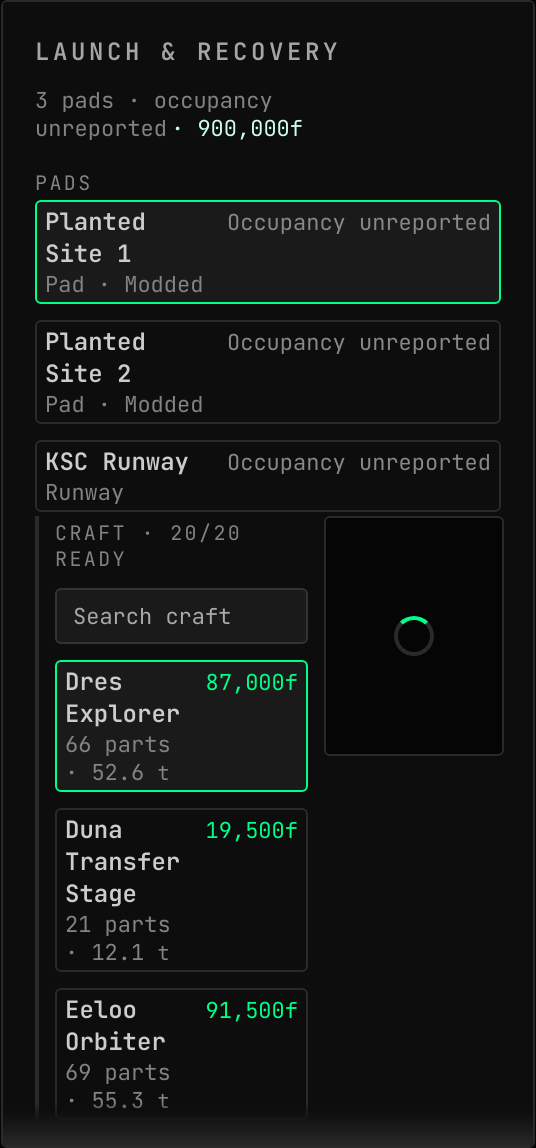 LAUNCH & RECOVERY
3 pads · occupancy
unreported · 900,000f
PADS
Planted Occupancy unreported
Site 1
Pad · Modded
Planted Occupancy unreported
Site 2
Pad · Modded
KSC Runway Occupancy unreported
Runway
CRAFT · 20/20
READY
Search craft
Dres 87,000f
Explorer
66 parts
· 52.6 t
Duna 19,500f
Transfer
Stage
21 parts
· 12.1 t
Eeloo 91,500f
Orbiter
69 parts
· 55.3 t